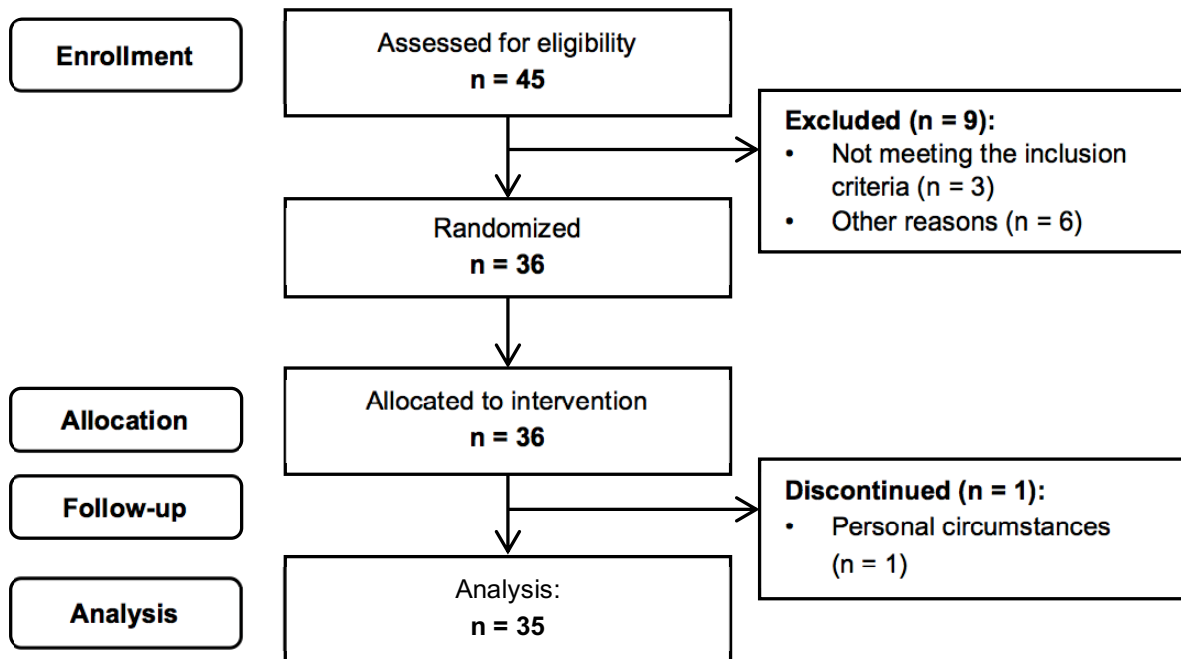 Enrollment
Assessed for eligibility
n = 45
Excluded (n = 9):
• Not meeting the inclusion
criteria (n = 3)
• Other reasons (n = 6)
Randomized
n = 36
Allocation
Allocated to intervention
n = 36
Follow-up
Discontinued (n = 1):
• Personal circumstances
(n = 1)
Analysis
Analysis:
n = 35